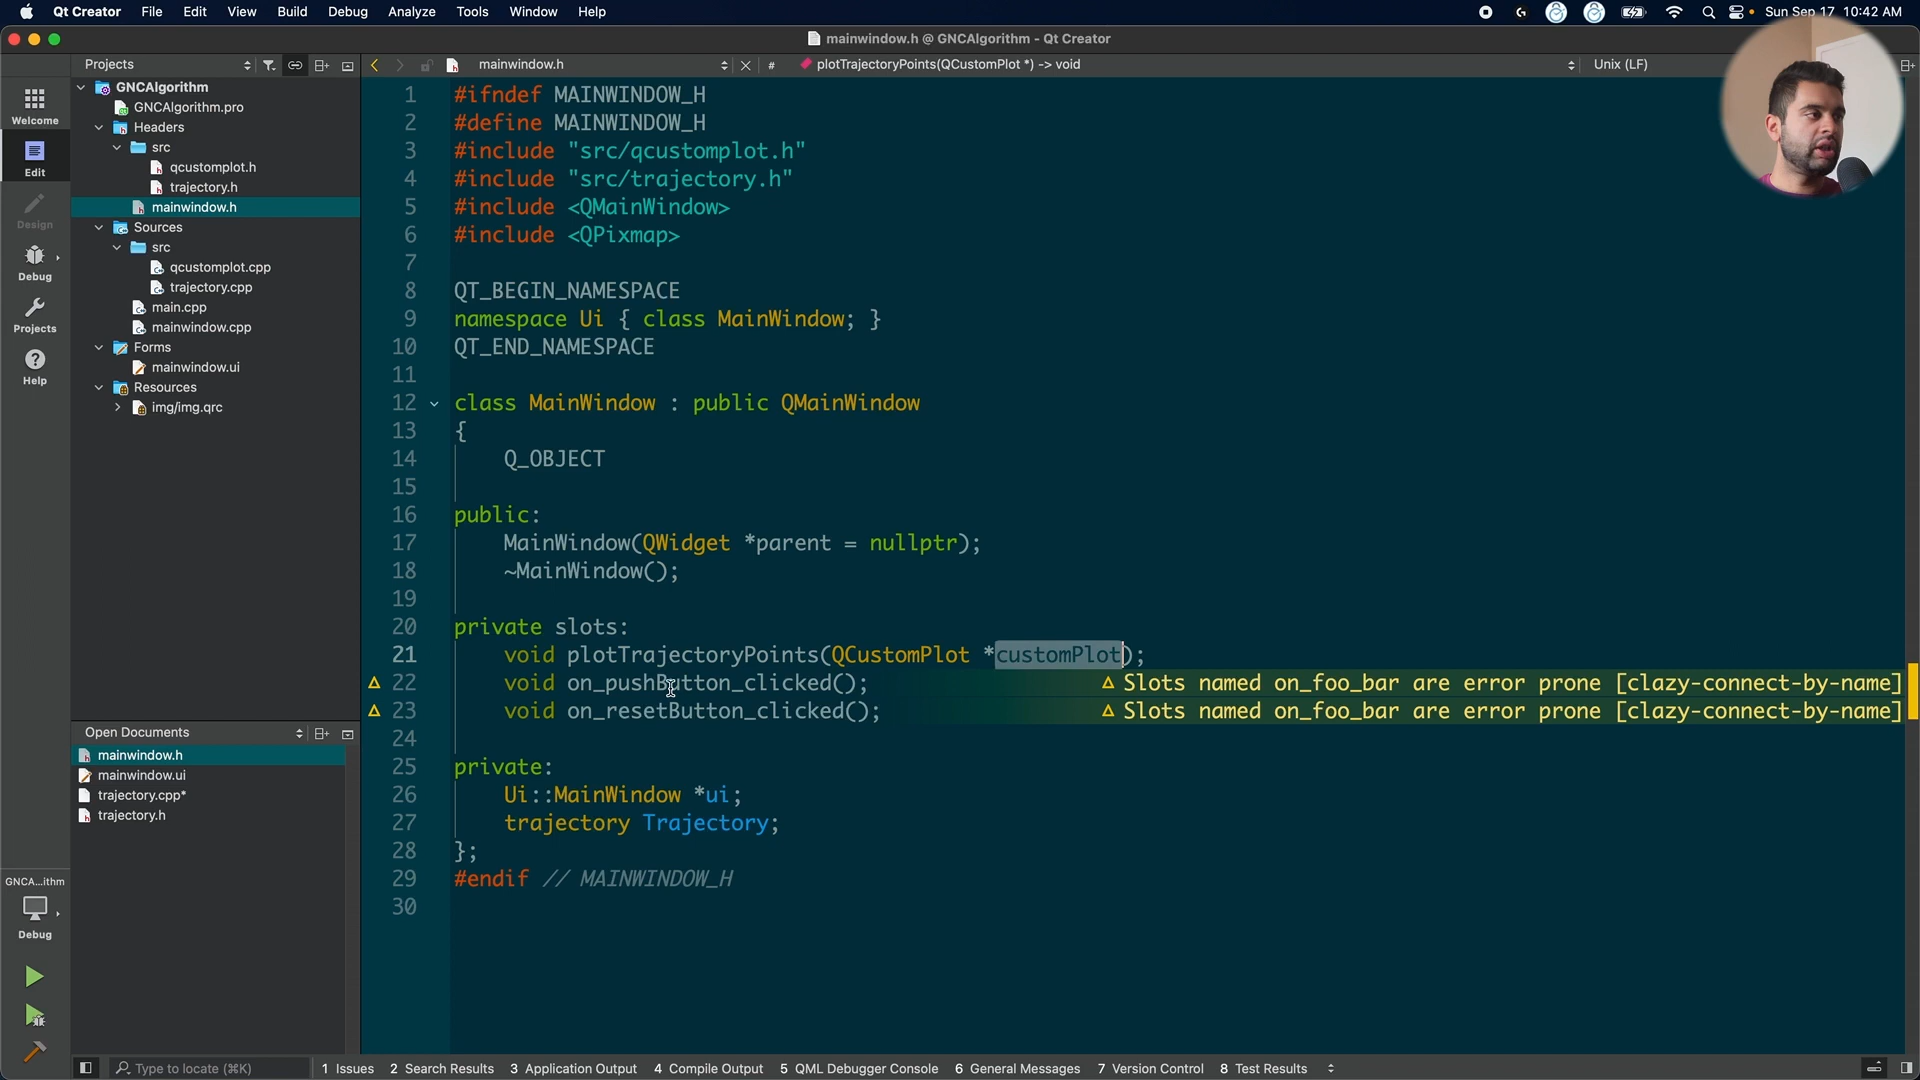 Qt Creator File Edit View Build Debug Analyze Tools Window Help Sun Sep 17 10:42 AM
mainwindow.h @ GNCAlgorithm - Qt Creator
Projects
mainwindow.h # plotTrajectoryPoints(QCustomPlot *) -> void Unix (LF)
Welcome
Edit
Design
Debug
Projects
Help
GNCAlgorithm
GNCAlgorithm.pro
Headers
src
qcustomplot.h
trajectory.h
mainwindow.h
Sources
src
qcustomplot.cpp
trajectory.cpp
main.cpp
mainwindow.cpp
Forms
mainwindow.ui
Resources
img/img.qrc
Open Documents
mainwindow.h
mainwindow.ui
trajectory.cpp*
trajectory.h
GNCA...ithm
Debug
1 #ifndef MAINWINDOW_H
2 #define MAINWINDOW_H
3 #include "src/qcustomplot.h"
4 #include "src/trajectory.h"
5 #include <QMainWindow>
6 #include <QPixmap>
7
8 QT_BEGIN_NAMESPACE
9 namespace Ui { class MainWindow; }
10 QT_END_NAMESPACE
11
12 class MainWindow : public QMainWindow
13 {
14 Q_OBJECT
15
16 public:
17 MainWindow(QWidget *parent = nullptr);
18 ~MainWindow();
19
20 private slots:
21 void plotTrajectoryPoints(QCustomPlot *customPlot);
22 void on_pushButton_clicked(); Slots named on_foo_bar are error prone [clazy-connect-by-name]
23 void on_resetButton_clicked(); Slots named on_foo_bar are error prone [clazy-connect-by-name]
24
25 private:
26 Ui::MainWindow *ui;
27 trajectory Trajectory;
28 };
29 #endif // MAINWINDOW_H
30
Type to locate (⌘K) 1 Issues 2 Search Results 3 Application Output 4 Compile Output 5 QML Debugger Console 6 General Messages 7 Version Control 8 Test Results